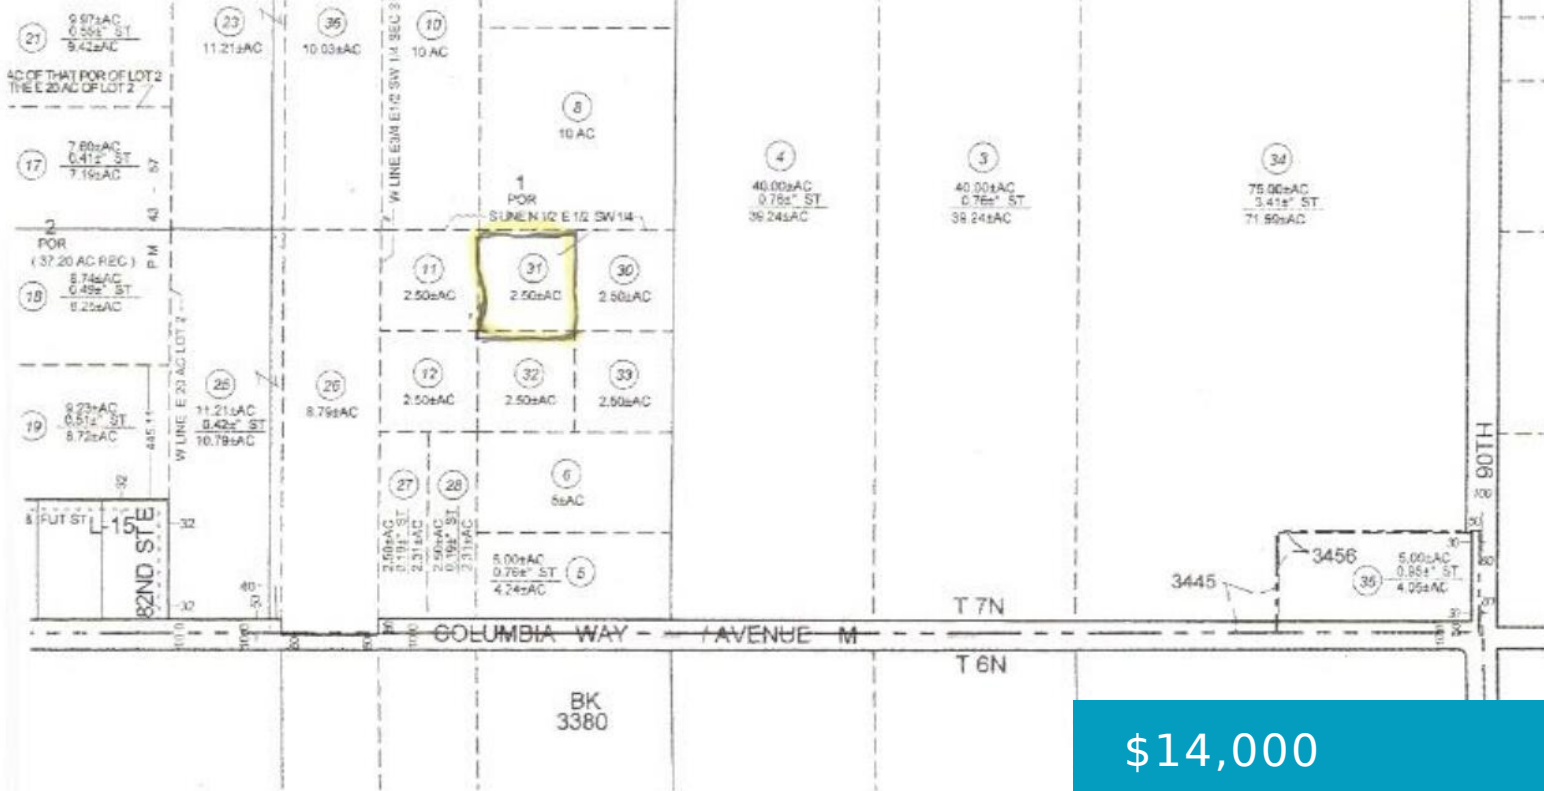 21
9.97±AC
0.55±" ST
9.42±AC
23
11.21±AC
36
10.03±AC
10
10 AC
AC OF THAT POR OF LOT 2
THE E 20 AC OF LOT 2
W LINE E3/4 E1/2 SW 1/4 SEC 3
8
10 AC
17
7.60±AC
0.41±" ST
7.19±AC
P M 43 - 57
4
40.00±AC
0.76±" ST
39.24±AC
3
40.00±AC
0.76±" ST
39.24±AC
34
75.00±AC
3.41±" ST
71.59±AC
1
POR
S LINE N 1/2 E 1/2 SW 1/4
2
POR
( 37.20 AC REC )
18
8.74±AC
0.49±" ST
8.25±AC
11
2.50±AC
31
2.50±AC
30
2.50±AC
W LINE E 20 AC LOT 2
25
11.21±AC
0.42±" ST
10.79±AC
26
8.79±AC
12
2.50±AC
32
2.50±AC
33
2.50±AC
19
9.23±AC
0.51±" ST
8.72±AC
445.11
27
2.50±AC
0.19±" ST
2.31±AC
28
2.50±AC
0.19±" ST
2.31±AC
6
5±AC
90TH
100
FUT ST
L-15
82ND ST E
32
32
32
5.00±AC
0.76±" ST
4.24±AC
5
3445
3456
35
5.00±AC
0.95±" ST
4.05±AC
40
50
T 7N
COLUMBIA WAY / AVENUE M
T 6N
BK
3380
$14,000